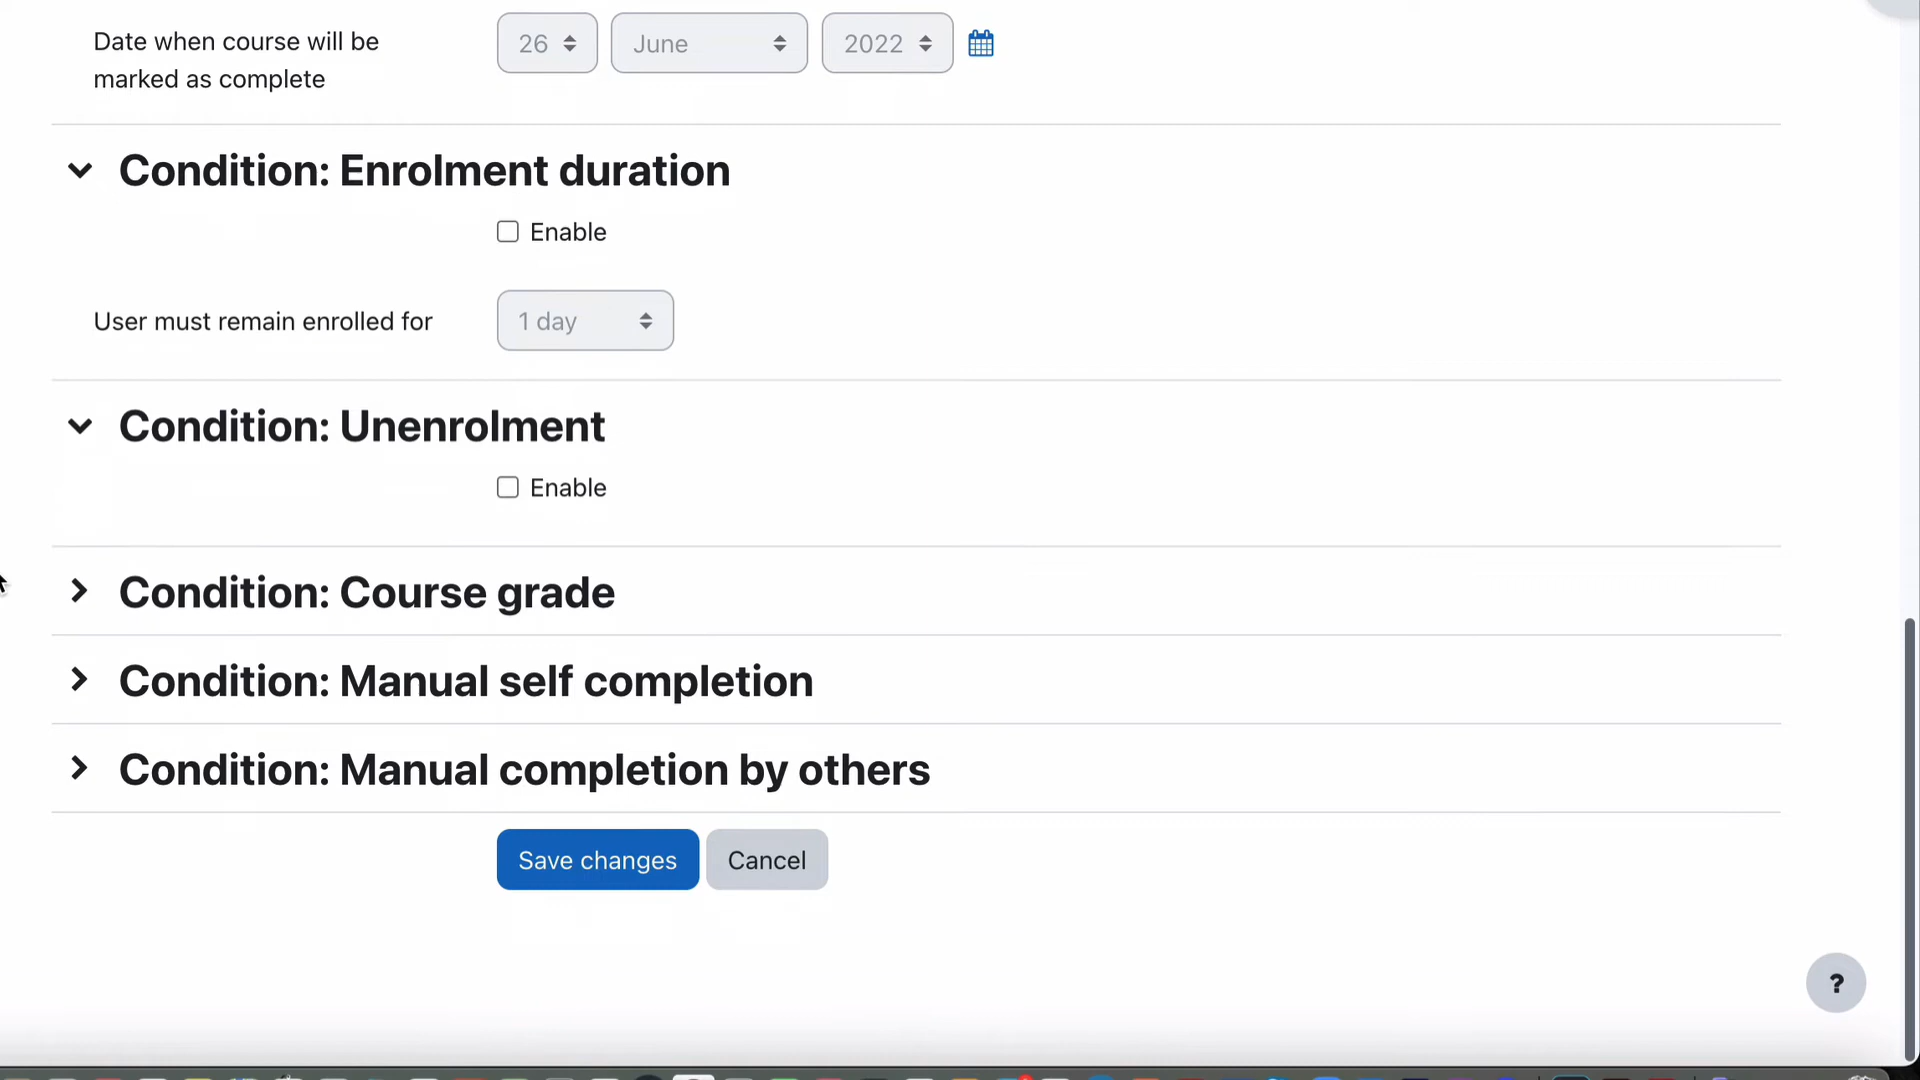 Date when course will be
marked as complete
26 June 2022
Condition: Enrolment duration
Enable
User must remain enrolled for 1 day
Condition: Unenrolment
Enable
Condition: Course grade
Condition: Manual self completion
Condition: Manual completion by others
Save changes Cancel
?